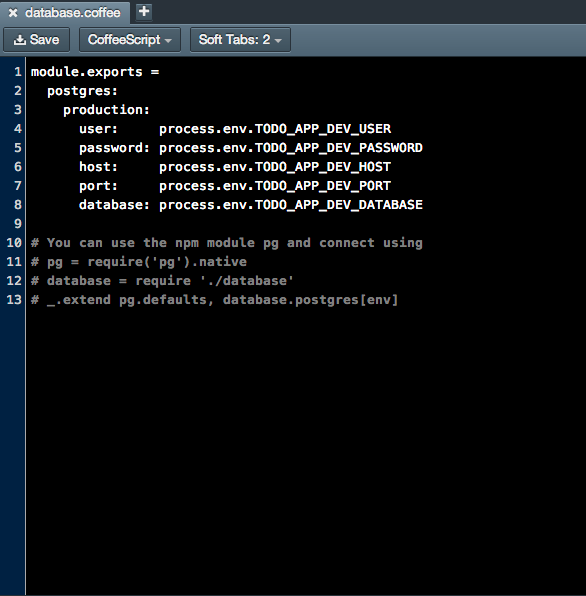 × database.coffee +
Save CoffeeScript Soft Tabs: 2
1 module.exports =
2   postgres:
3     production:
4       user:     process.env.TODO_APP_DEV_USER
5       password: process.env.TODO_APP_DEV_PASSWORD
6       host:     process.env.TODO_APP_DEV_HOST
7       port:     process.env.TODO_APP_DEV_PORT
8       database: process.env.TODO_APP_DEV_DATABASE
9
10 # You can use the npm module pg and connect using
11 # pg = require('pg').native
12 # database = require './database'
13 # _.extend pg.defaults, database.postgres[env]